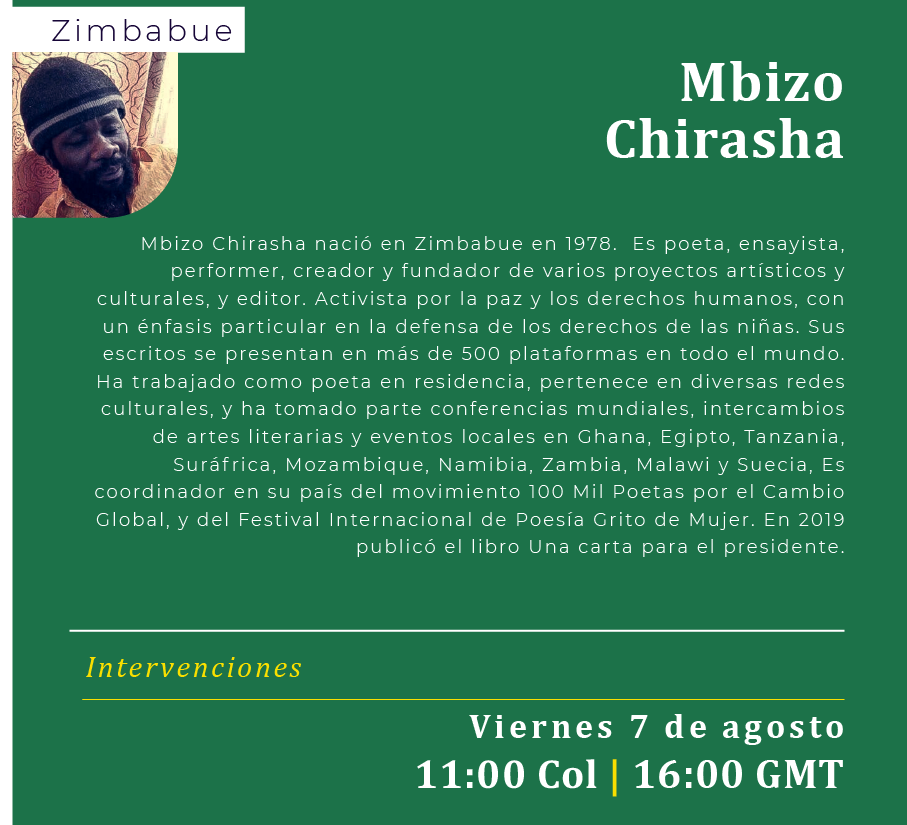 Zimbabue
Mbizo
Chirasha
Mbizo Chirasha nació en Zimbabue en 1978.  Es poeta, ensayista,
performer, creador y fundador de varios proyectos artísticos y
culturales, y editor. Activista por la paz y los derechos humanos, con
un énfasis particular en la defensa de los derechos de las niñas. Sus
escritos se presentan en más de 500 plataformas en todo el mundo.
Ha trabajado como poeta en residencia, pertenece en diversas redes
culturales, y ha tomado parte conferencias mundiales, intercambios
de artes literarias y eventos locales en Ghana, Egipto, Tanzania,
Suráfrica, Mozambique, Namibia, Zambia, Malawi y Suecia, Es
coordinador en su país del movimiento 100 Mil Poetas por el Cambio
Global, y del Festival Internacional de Poesía Grito de Mujer. En 2019
publicó el libro Una carta para el presidente.
Intervenciones
Viernes 7 de agosto
11:00 Col | 16:00 GMT